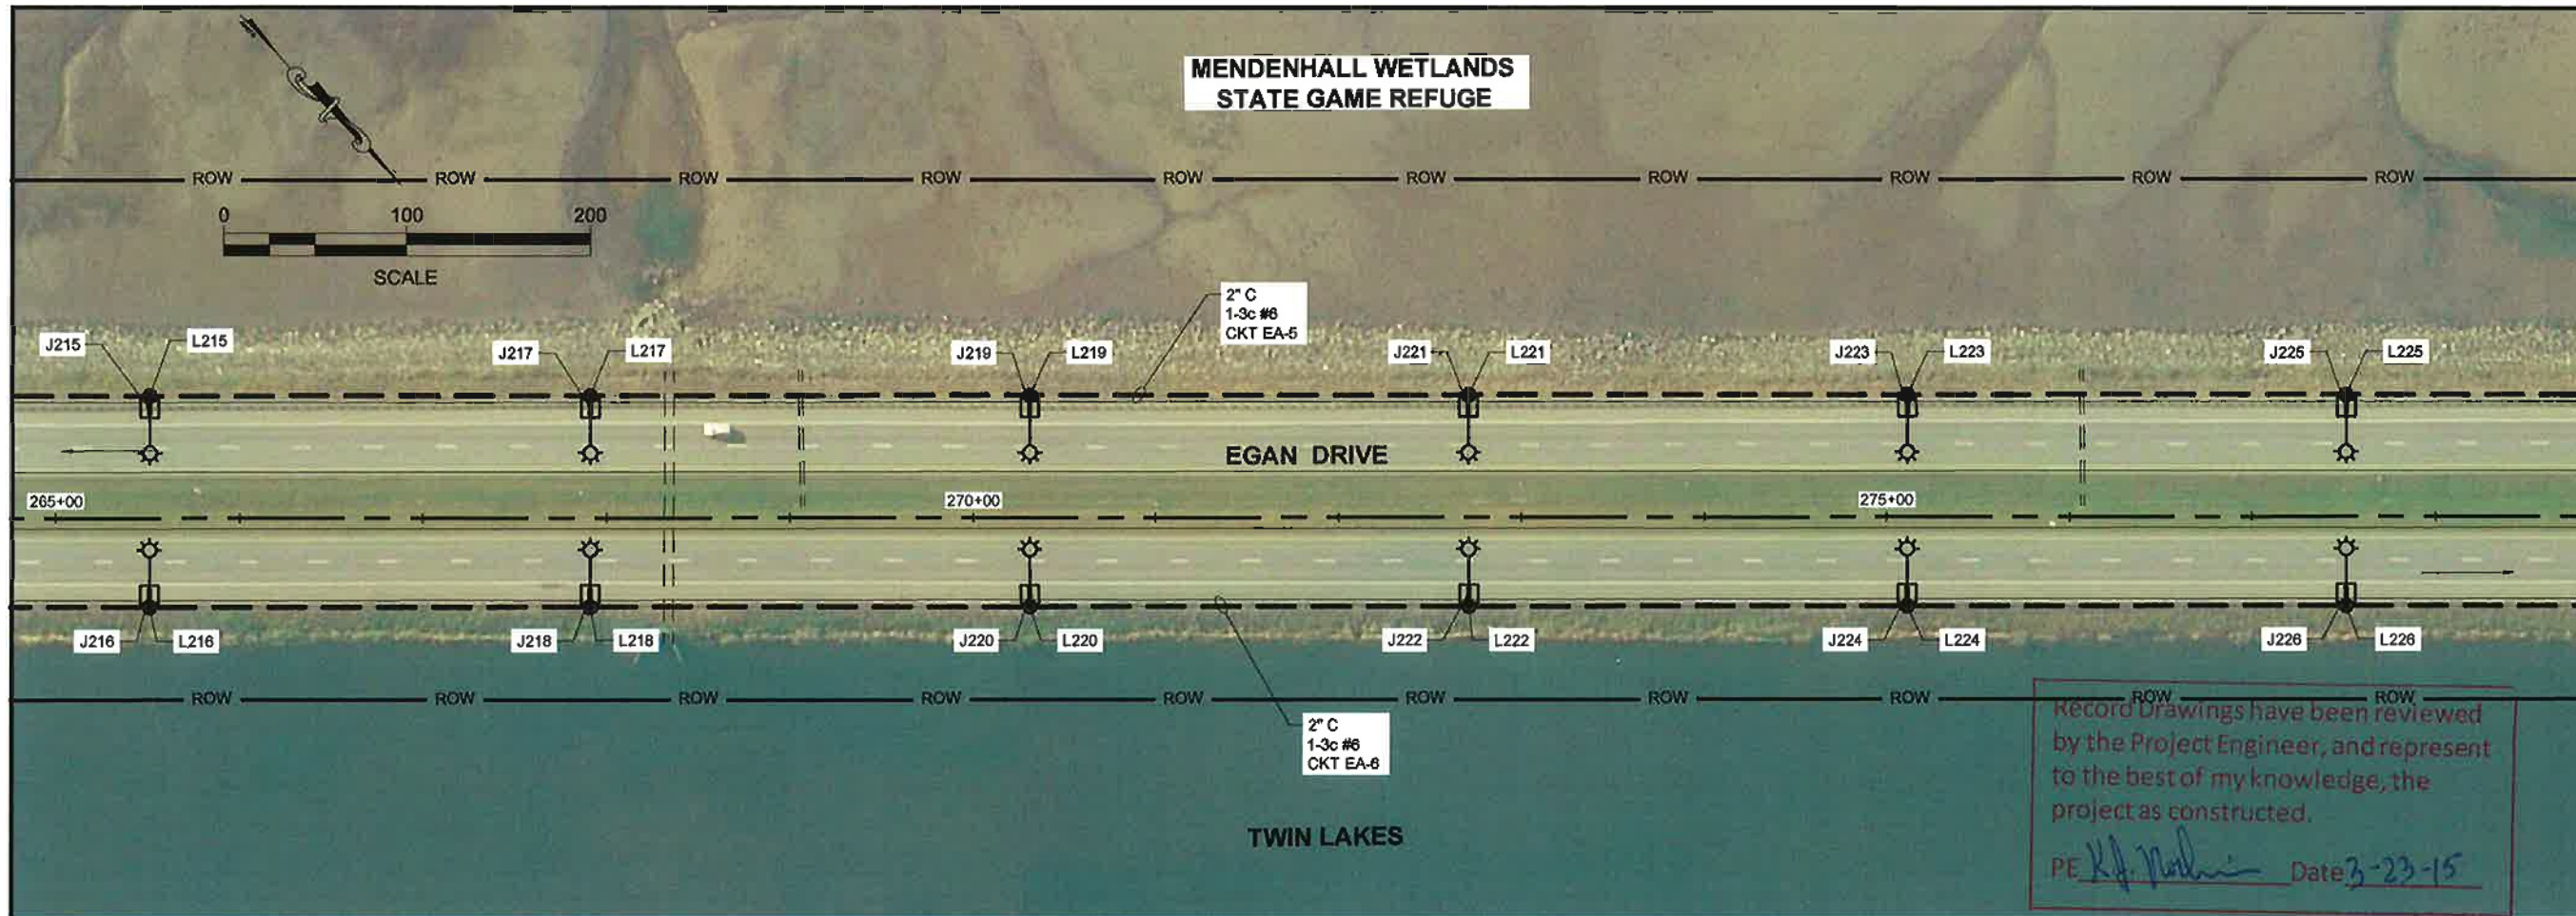 MENDENHALL WETLANDS
STATE GAME REFUGE
ROW ROW ROW ROW ROW ROW ROW ROW ROW ROW
0 100 200
SCALE
2" C
1-3c #6
CKT EA-5
J215 L215 J217 L217 J219 L219 J221 L221 J223 L223 J225 L225
EGAN DRIVE
265+00 270+00 275+00
J216 L216 J218 L218 J220 L220 J222 L222 J224 L224 J226 L226
ROW ROW ROW ROW ROW ROW ROW ROW ROW ROW
2" C
1-3c #6
CKT EA-6
TWIN LAKES
Record Drawings have been reviewed
by the Project Engineer, and represent
to the best of my knowledge, the
project as constructed.
PE Date 3-23-15